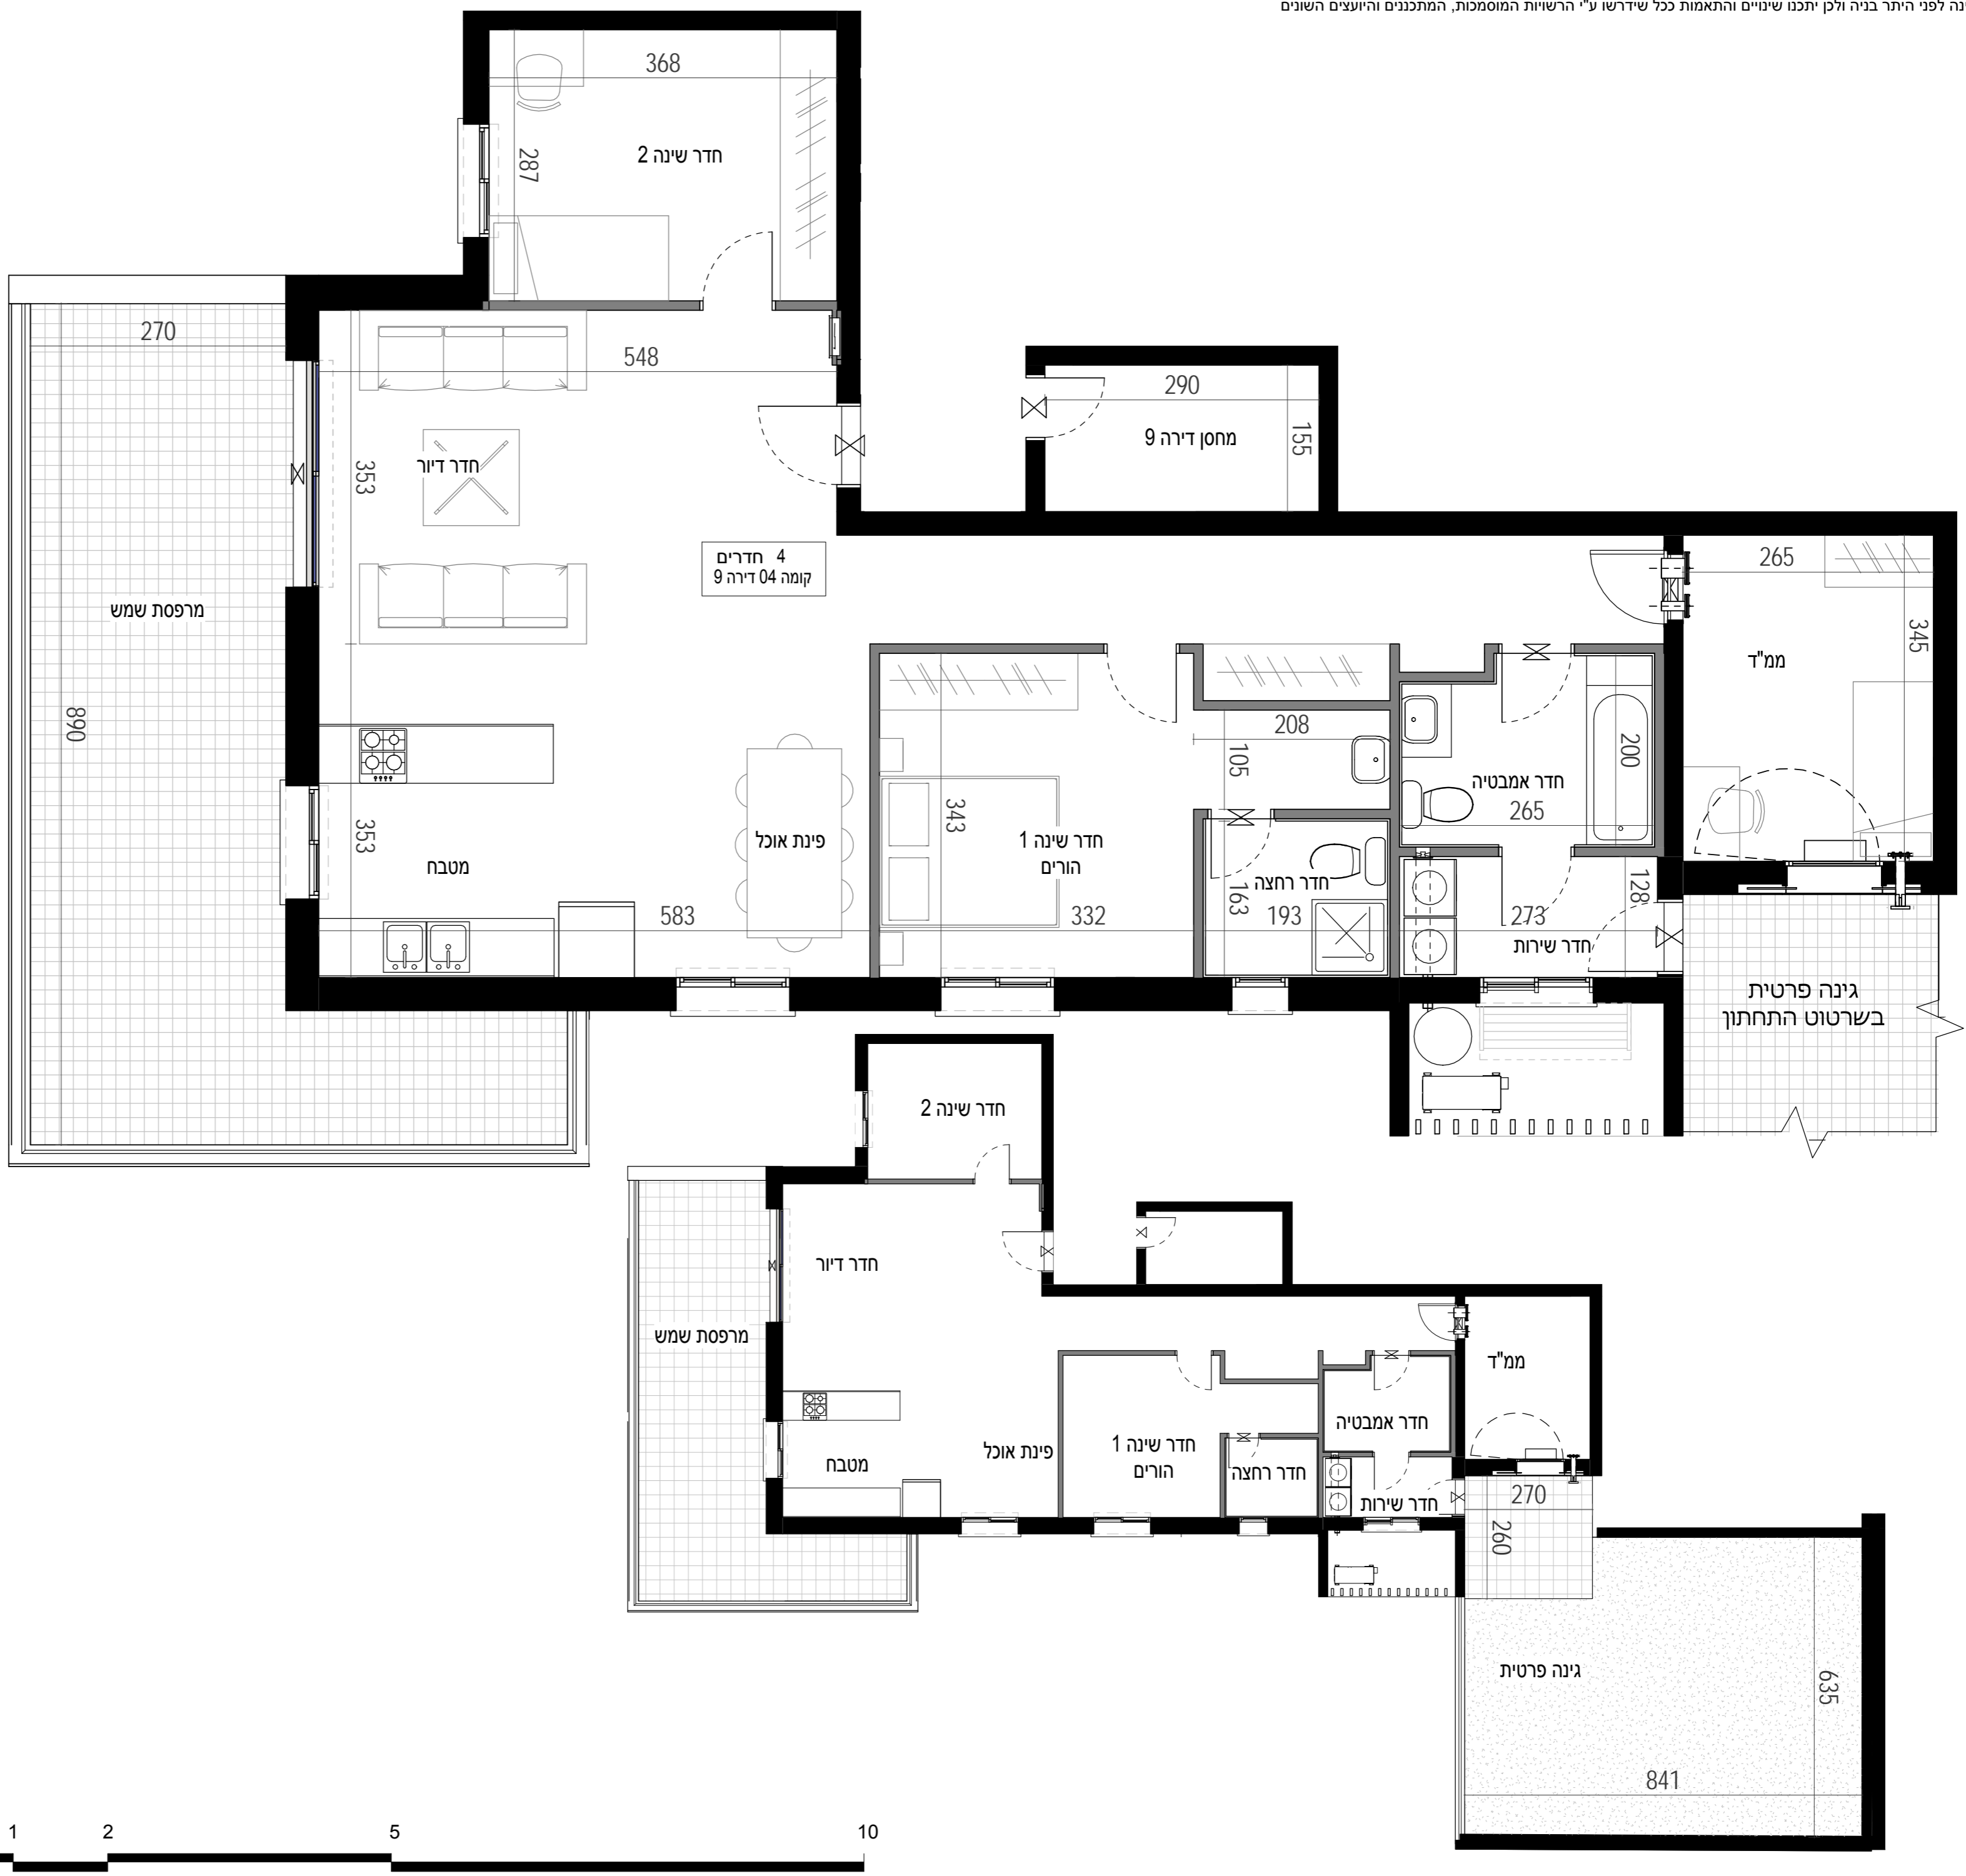 לפני היתר בניה ולכן יתכנו שינויים והתאמות ככל שידרשו ע"י הרשויות המוסמכות, המתכננים והיועצים השונים
368
287
חדר שינה 2
270
548
290
155
מחסן דירה 9
353
חדר דיור
4 חדרים
קומה 04 דירה 9
265
345
ממ"ד
מרפסת שמש
890
208
105
200
חדר אמבטיה
265
353
343
פינת אוכל
חדר שינה 1
הורים
מטבח
חדר רחצה
163
193
128
583
332
273
חדר שירות
גינה פרטית
בשרטוט התחתון
חדר שינה 2
חדר דיור
מרפסת שמש
ממ"ד
חדר אמבטיה
פינת אוכל
חדר שינה 1
הורים
מטבח
חדר רחצה
חדר שירות
270
260
גינה פרטית
635
841
1
2
5
10